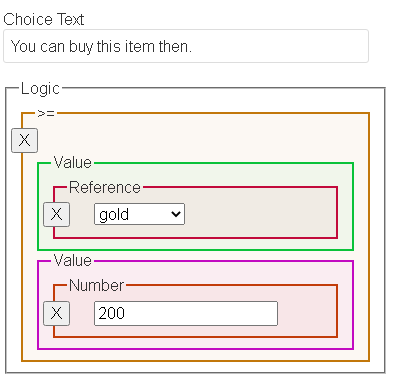 Choice Text
You can buy this item then.
Logic
>=
X
Value
Reference
X gold
Value
Number
X 200